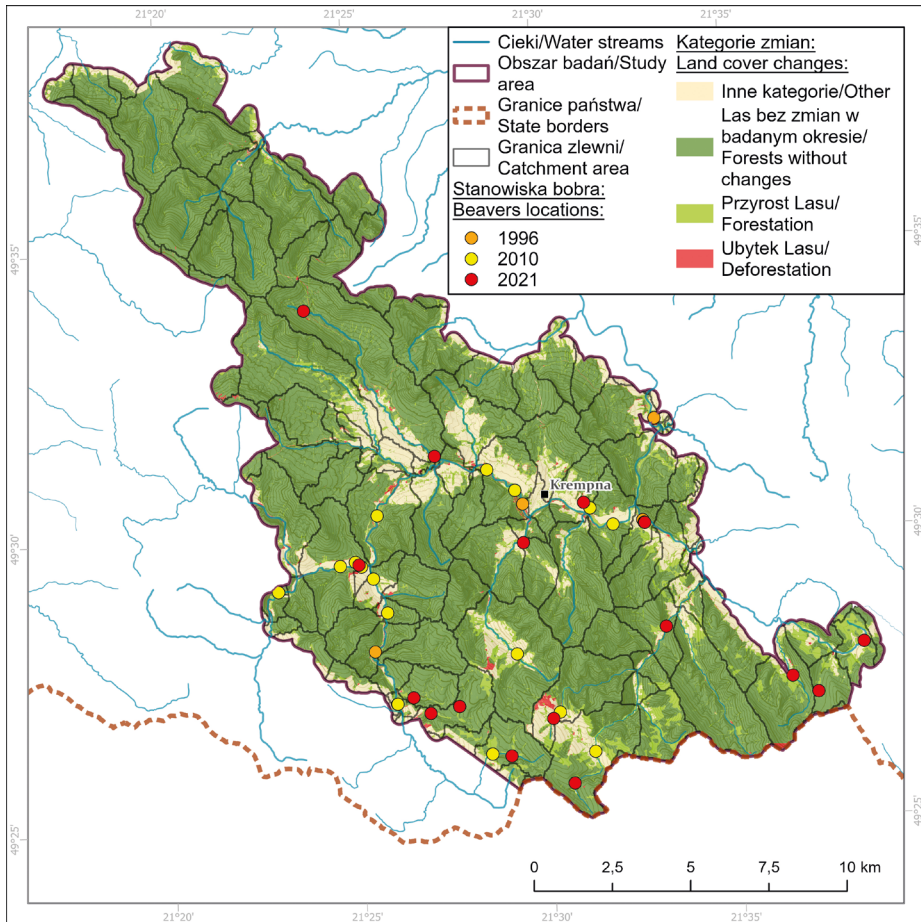 21°20'
21°25'
21°30'
21°35'
Cieki/Water streams
Obszar badań/Study
area
Granice państwa/
State borders
Granica zlewni/
Catchment area
Stanowiska bobra:
Beavers locations:
1996
2010
2021
Kategorie zmian:
Land cover changes:
Inne kategorie/Other
Las bez zmian w
badanym okresie/
Forests without
changes
Przyrost Lasu/
Forestation
Ubytek Lasu/
Deforestation
49°35'
49°35'
Krempna
49°30'
49°30'
49°25'
49°25'
0
2,5
5
7,5
10 km
21°20'
21°25'
21°30'
21°35'